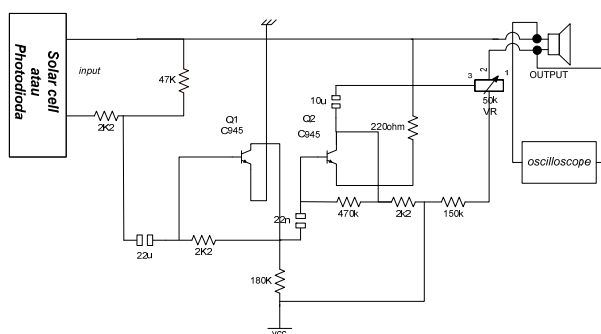 Solar cell
atau
Photodioda
input
47K
2K2
22u
2K2
Q1
C945
180K
VCC
22n
10u
Q2
C945
220ohm
470k
2k2
150k
3
2
1
50k
VR
OUTPUT
oscilloscope